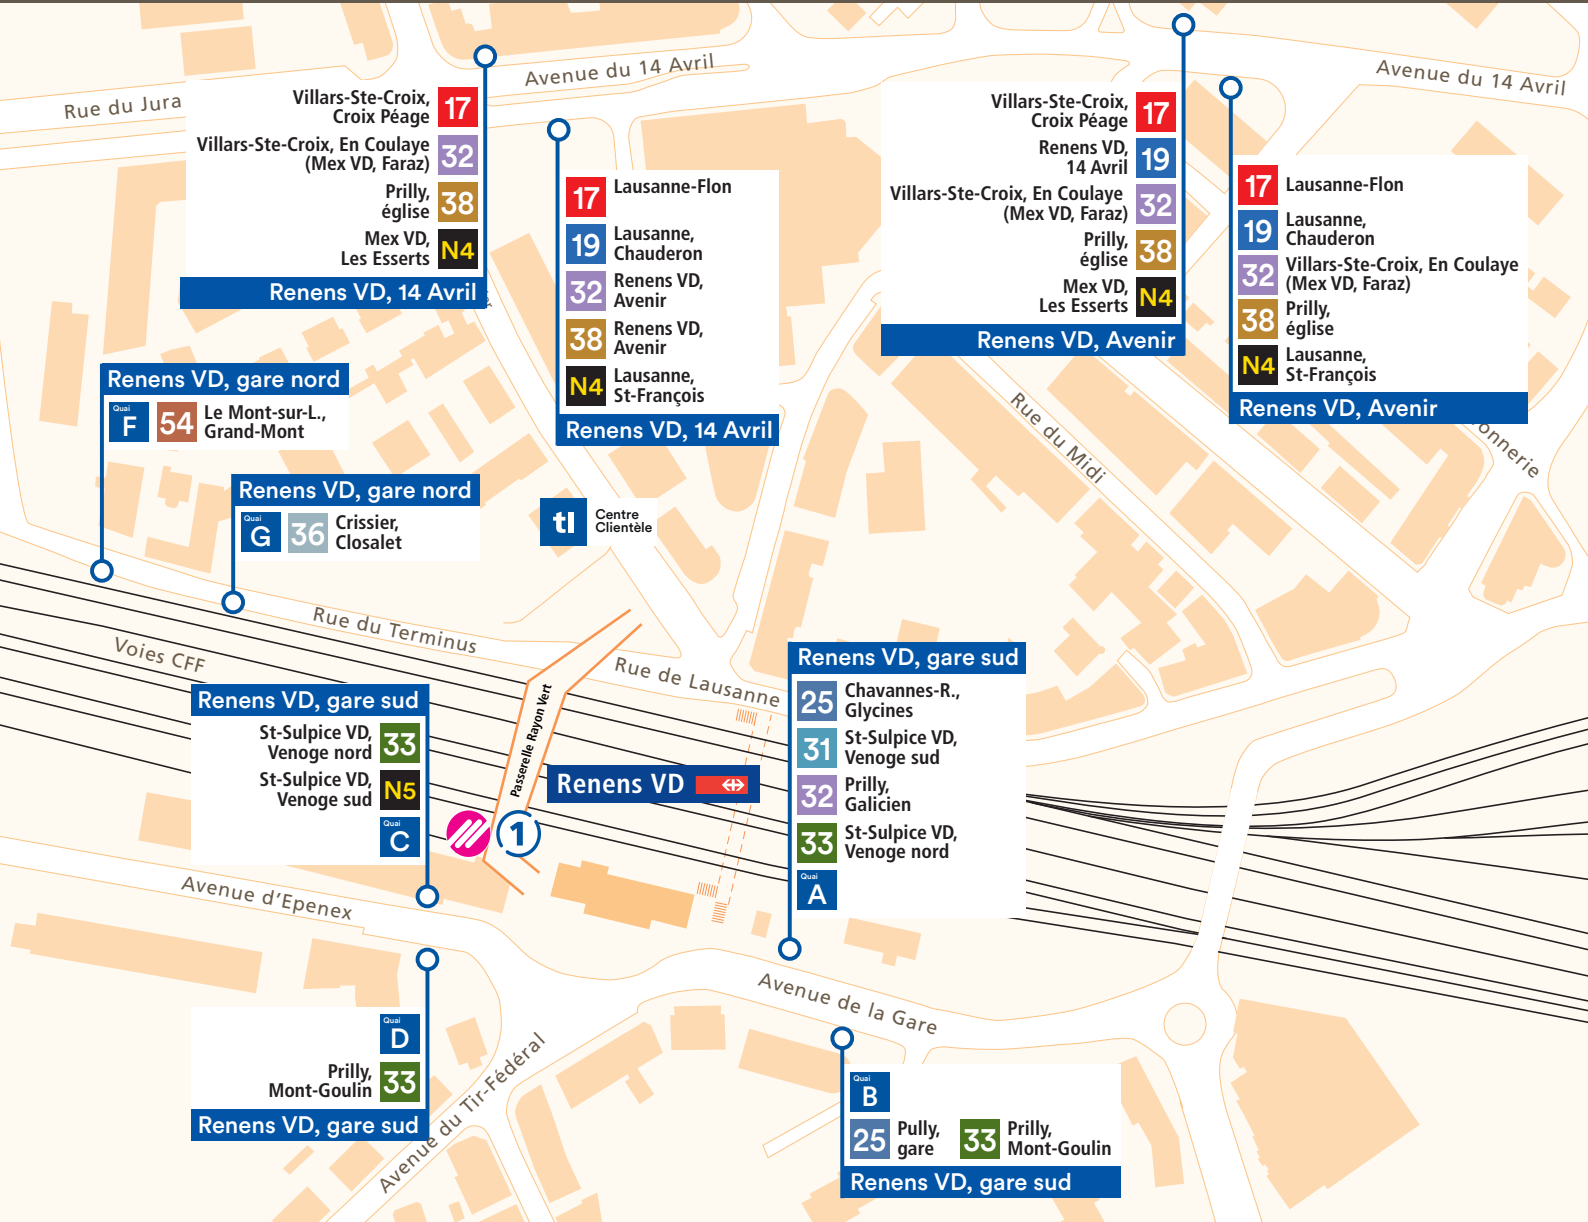 Avenue du 14 Avril
Avenue du 14 Avril
Rue du Jura
Villars-Ste-Croix,
Croix Péage
17
Villars-Ste-Croix, En Coulaye
(Mex VD, Faraz)
32
Prilly,
église
38
Mex VD,
Les Esserts
N4
Renens VD, 14 Avril
17
Lausanne-Flon
19
Lausanne,
Chauderon
32
Renens VD,
Avenir
38
Renens VD,
Avenir
N4
Lausanne,
St-François
Renens VD, 14 Avril
Villars-Ste-Croix,
Croix Péage
17
Renens VD,
14 Avril
19
Villars-Ste-Croix, En Coulaye
(Mex VD, Faraz)
32
Prilly,
église
38
Mex VD,
Les Esserts
N4
Renens VD, Avenir
17
Lausanne-Flon
19
Lausanne,
Chauderon
32
Villars-Ste-Croix, En Coulaye
(Mex VD, Faraz)
38
Prilly,
église
N4
Lausanne,
St-François
Renens VD, Avenir
Renens VD, gare nord
Quai
F
54
Le Mont-sur-L.,
Grand-Mont
Rue du Midi
onnerie
Renens VD, gare nord
Quai
G
36
Crissier,
Closalet
tl
Centre
Clientèle
Rue du Terminus
Voies CFF
Rue de Lausanne
Passerelle Rayon Vert
Renens VD
1
Renens VD, gare sud
St-Sulpice VD,
Venoge nord
33
St-Sulpice VD,
Venoge sud
N5
Quai
C
Renens VD, gare sud
25
Chavannes-R.,
Glycines
31
St-Sulpice VD,
Venoge sud
32
Prilly,
Galicien
33
St-Sulpice VD,
Venoge nord
Quai
A
Avenue d'Epenex
Avenue de la Gare
Quai
D
Prilly,
Mont-Goulin
33
Renens VD, gare sud
Avenue du Tir-Fédéral
Quai
B
25
Pully,
gare
33
Prilly,
Mont-Goulin
Renens VD, gare sud